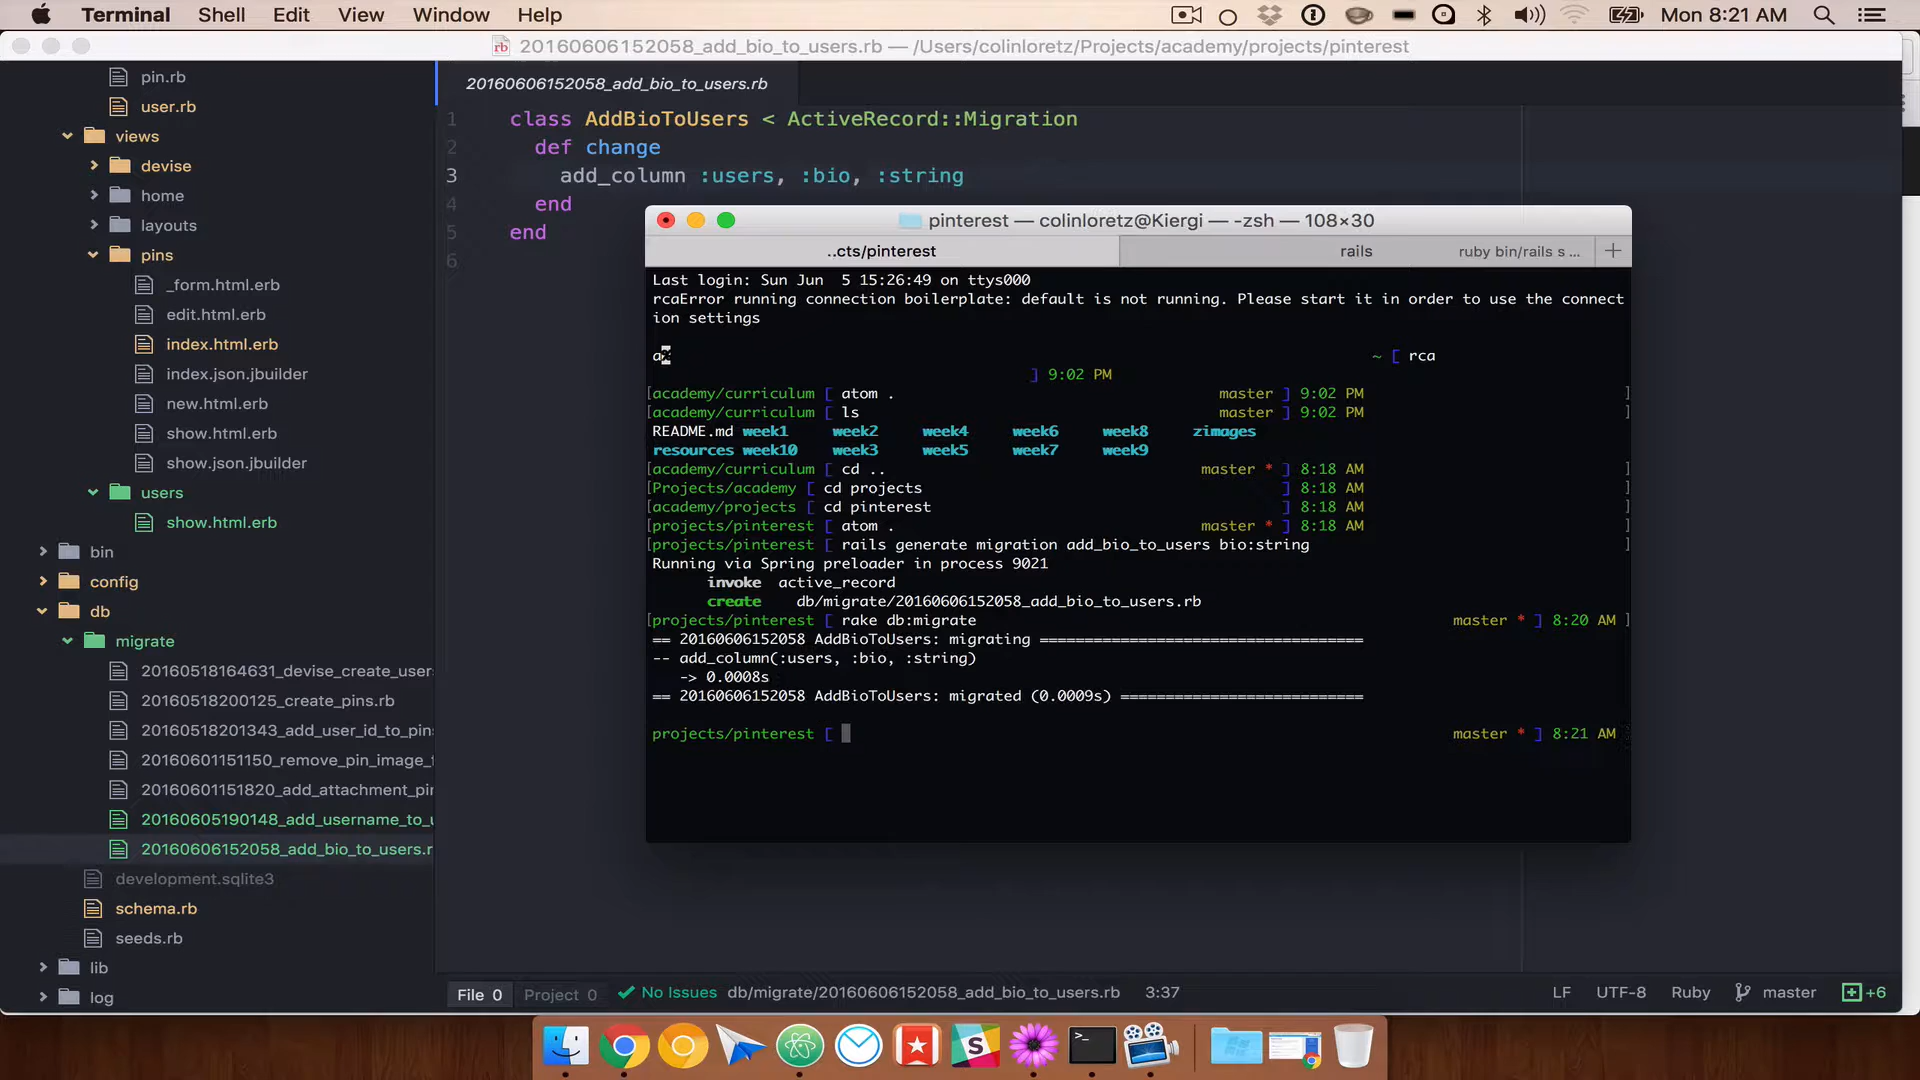 Terminal Shell Edit View Window Help Mon 8:21 AM
20160606152058_add_bio_to_users.rb — /Users/colinloretz/Projects/academy/projects/pinterest
pin.rb
user.rb
views
devise
home
layouts
pins
_form.html.erb
edit.html.erb
index.html.erb
index.json.jbuilder
new.html.erb
show.html.erb
show.json.jbuilder
users
show.html.erb
bin
config
db
migrate
20160518164631_devise_create_users
20160518200125_create_pins.rb
20160518201343_add_user_id_to_pins
20160601151150_remove_pin_image_
20160601151820_add_attachment_pi
20160605190148_add_username_to_u
20160606152058_add_bio_to_users.r
development.sqlite3
schema.rb
seeds.rb
lib
log
20160606152058_add_bio_to_users.rb
1 class AddBioToUsers < ActiveRecord::Migration
2 def change
3 add_column :users, :bio, :string
4 end
5 end
6
pinterest — colinloretz@Kiergi — -zsh — 108×30
..cts/pinterest rails ruby bin/rails s ...
Last login: Sun Jun 5 15:26:49 on ttys000
rcaError running connection boilerplate: default is not running. Please start it in order to use the connect
ion settings
~ [ rca
] 9:02 PM
[academy/curriculum [ atom . master ] 9:02 PM ]
[academy/curriculum [ ls master ] 9:02 PM ]
README.md week1 week2 week4 week6 week8 zimages
resources week10 week3 week5 week7 week9
[academy/curriculum [ cd .. master * ] 8:18 AM ]
[Projects/academy [ cd projects ] 8:18 AM ]
[academy/projects [ cd pinterest ] 8:18 AM ]
[projects/pinterest [ atom . master * ] 8:18 AM ]
[projects/pinterest [ rails generate migration add_bio_to_users bio:string ]
Running via Spring preloader in process 9021
invoke active_record
create db/migrate/20160606152058_add_bio_to_users.rb
[projects/pinterest [ rake db:migrate master * ] 8:20 AM ]
== 20160606152058 AddBioToUsers: migrating ====================================
-- add_column(:users, :bio, :string)
-> 0.0008s
== 20160606152058 AddBioToUsers: migrated (0.0009s) ===========================
projects/pinterest [ master * ] 8:21 AM
File 0 Project 0 No Issues db/migrate/20160606152058_add_bio_to_users.rb 3:37 LF UTF-8 Ruby master +6